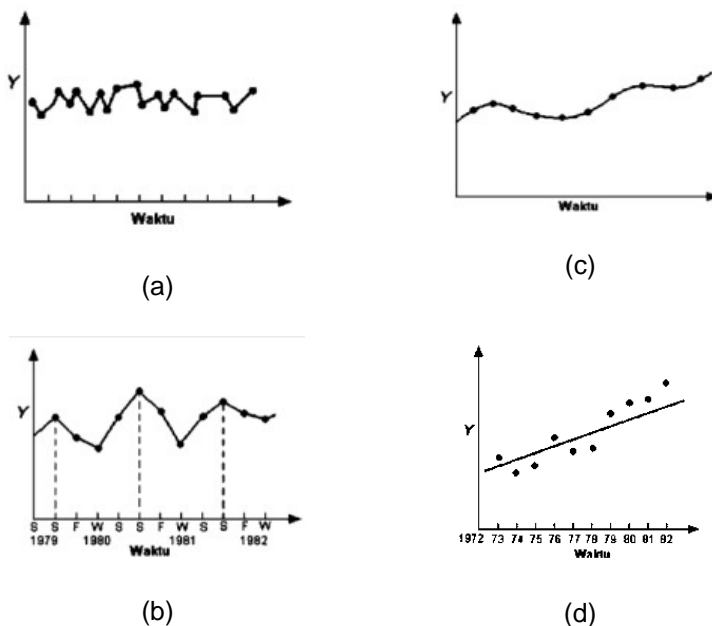 Y
Waktu
(a)
Y
Waktu
(c)
Y
S S F W S S F W S S F W
1979 1980 1981 1982
Waktu
(b)
Y
1972 73 74 75 76 77 78 79 80 81 82
Waktu
(d)